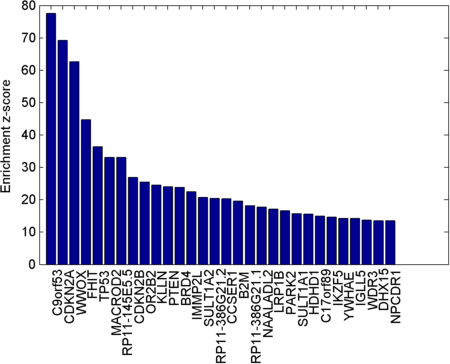 80
70
60
50
40
30
20
10
0
Enrichment z-score
C9orf53
CDKN2A
WWOX
FHIT
TP53
MACROD2
RP11-145E5.5
CDKN2B
OR2B2
KLLN
PTEN
BRD4
IMMP2L
SULT1A2
RP11-386G21.2
CCSER1
B2M
RP11-386G21.1
NAALADL2
LRP1B
PARK2
SULT1A1
HDHD1
C17orf89
IKZF5
YWHAE
IGLL5
WDR3
DHX15
NPCDR1